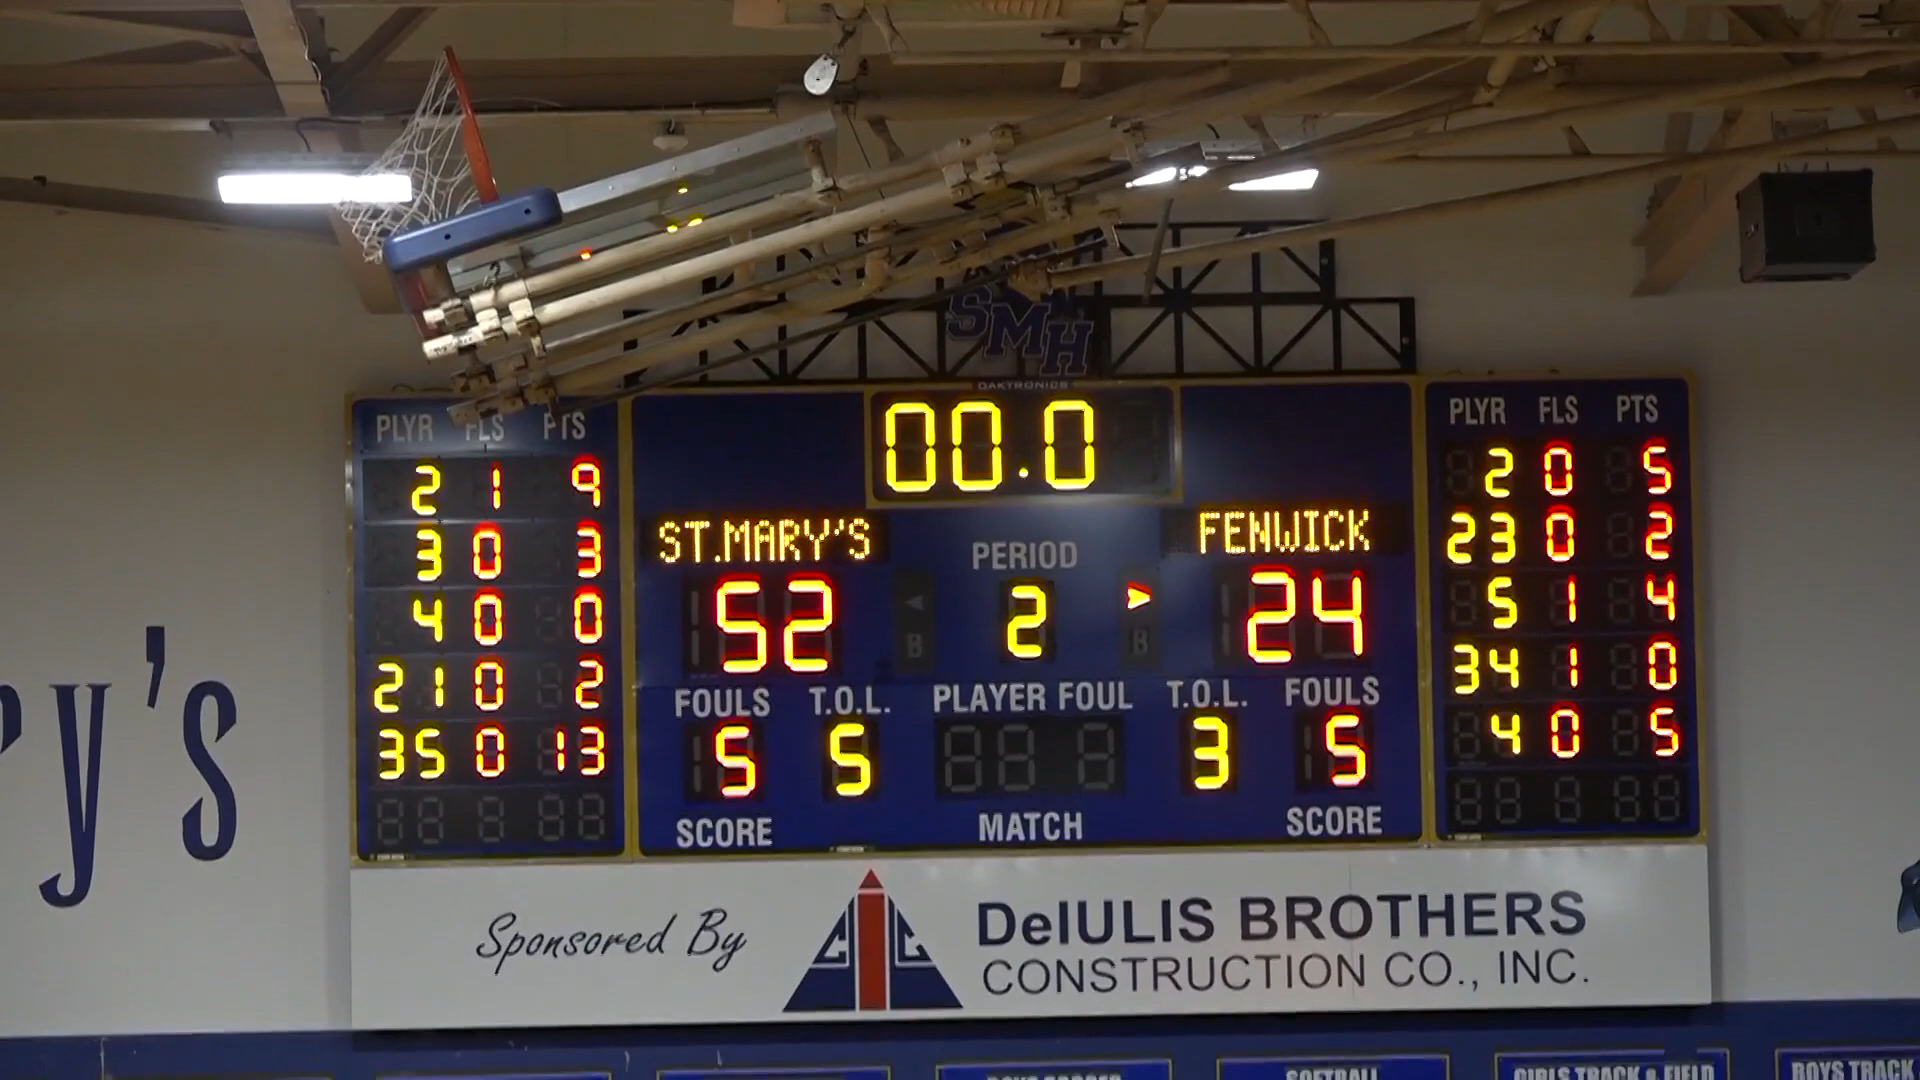 SMH
DAKTRONICS
00.0
PLYR FLS PTS
2 1 9
3 0 3
4 0 0
21 0 2
35 0 13
ST.MARY'S
52
PERIOD
2
FENWICK
24
B
B
FOULS T.O.L. PLAYER FOUL T.O.L. FOULS
5 5 3 5
SCORE MATCH SCORE
PLYR FLS PTS
2 0 5
23 0 2
5 1 4
34 1 0
4 0 5
y's
Sponsored By
DeIULIS BROTHERS
CONSTRUCTION CO., INC.
SOFTBALL
GIRLS TRACK & FIELD
BOYS TRACK